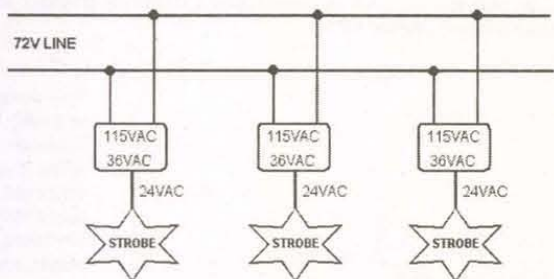 72V LINE
115VAC 115VAC 115VAC
36VAC 36VAC 36VAC
24VAC 24VAC 24VAC
STROBE STROBE STROBE